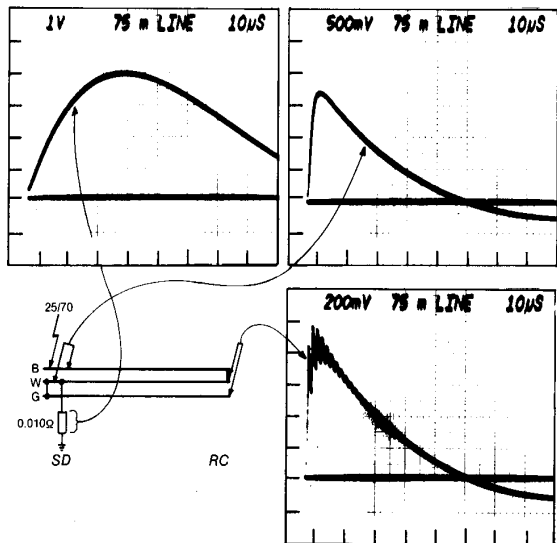 1V 75 m LINE 10µS
500mV 75 m LINE 10µS
25/70
B
W
G
0.010Ω
SD RC
200mV 75 m LINE 10µS